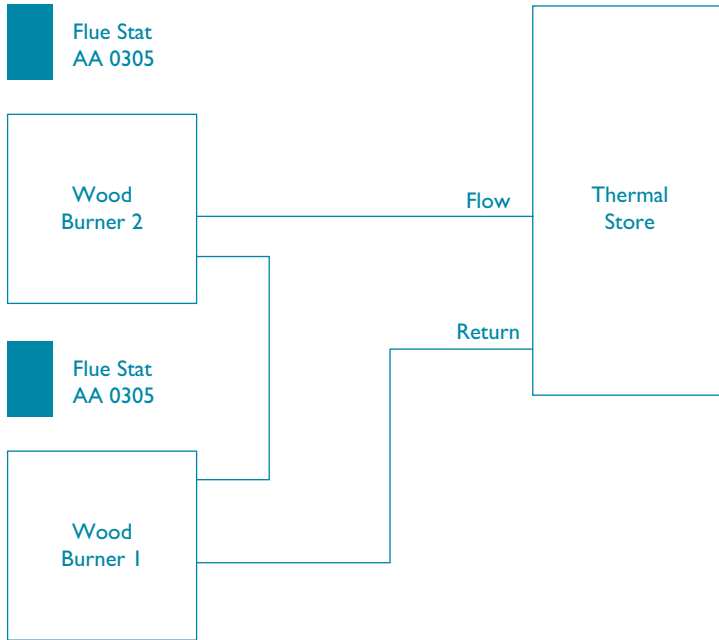 Flue Stat
AA 0305
Wood
Burner 2
Flow
Thermal
Store
Return
Flue Stat
AA 0305
Wood
Burner 1